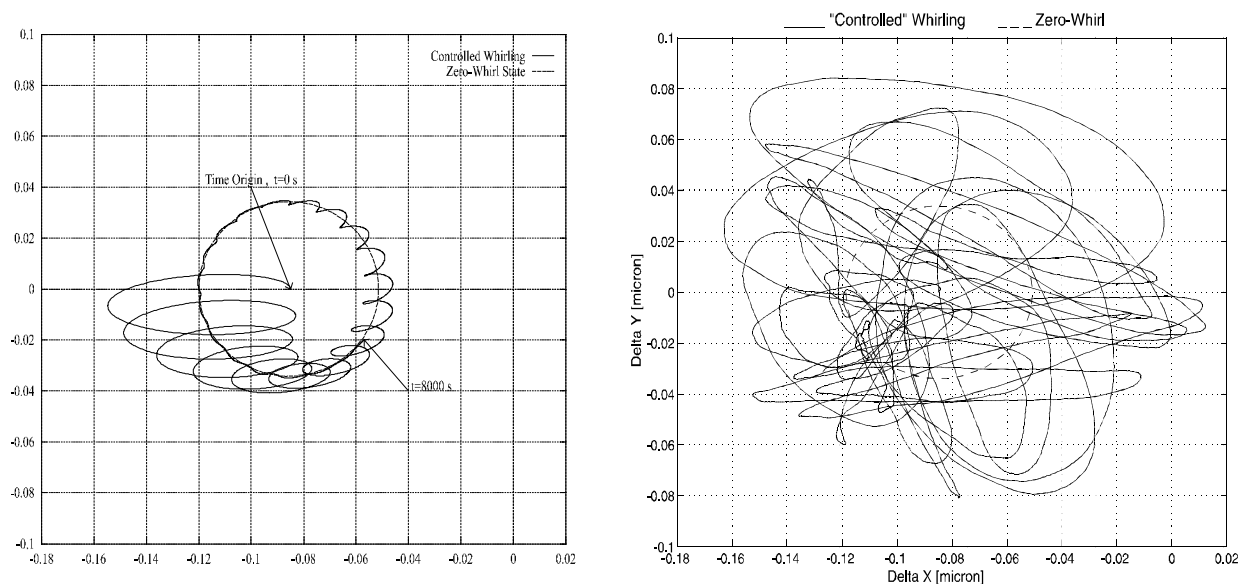 0.1
Controlled Whirling
Zero-Whirl State
0.08
0.06
0.04
Time Origin , t=0 s
0.02
0
-0.02
t=8000 s
-0.04
-0.06
-0.08
-0.1
-0.18 -0.16 -0.14 -0.12 -0.1 -0.08 -0.06 -0.04 -0.02 0 0.02
"Controlled" Whirling Zero-Whirl
0.1
0.08
0.06
0.04
0.02
0
-0.02
-0.04
-0.06
-0.08
-0.1
Delta Y [micron]
-0.18 -0.16 -0.14 -0.12 -0.1 -0.08 -0.06 -0.04 -0.02 0 0.02
Delta X [micron]